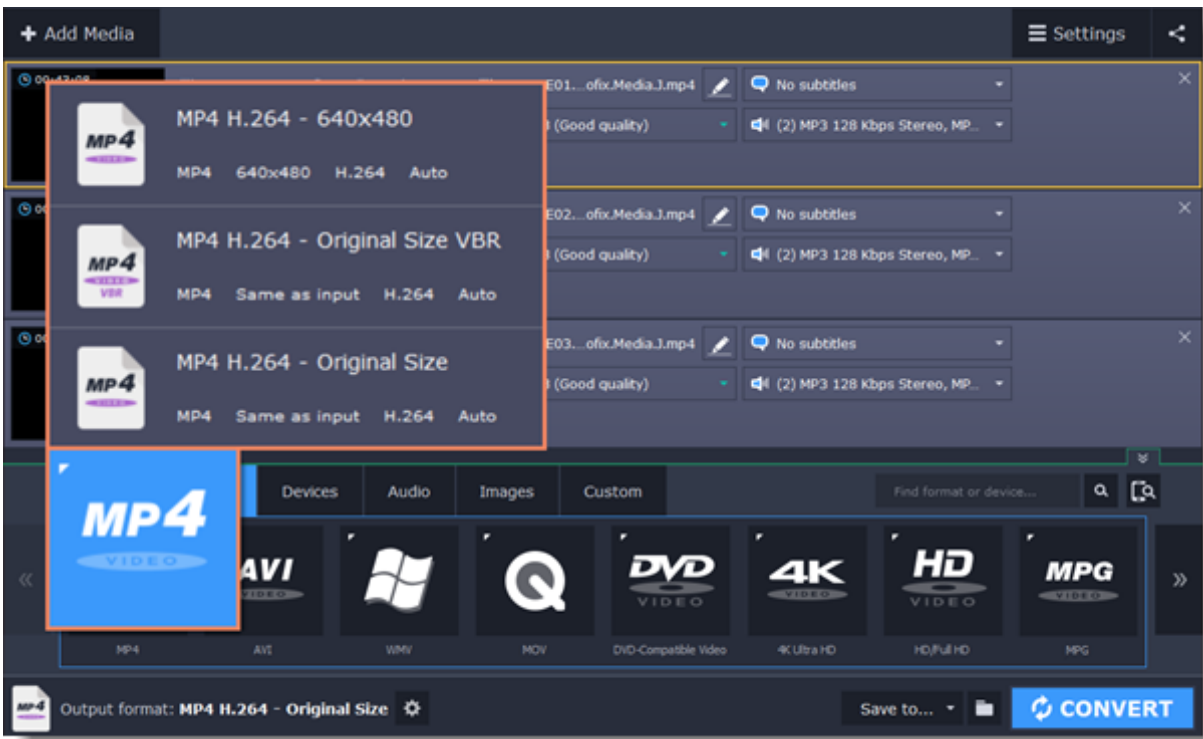 Add Media
Settings
MP4 H.264 - 640x480
MP4 640x480 H.264 Auto
MP4 H.264 - Original Size VBR
MP4 Same as input H.264 Auto
MP4 H.264 - Original Size
MP4 Same as input H.264 Auto
MP4
MP4
VBR
MP4
E01...ofix.Media.J.mp4 No subtitles
(Good quality) (2) MP3 128 Kbps Stereo, MP...
E02...ofix.Media.J.mp4 No subtitles
(Good quality) (2) MP3 128 Kbps Stereo, MP...
E03...ofix.Media.J.mp4 No subtitles
(Good quality) (2) MP3 128 Kbps Stereo, MP...
Devices Audio Images Custom Find format or device...
MP4 AVI DVD 4K HD MPG
VIDEO VIDEO VIDEO VIDEO VIDEO VIDEO
MP4 AVI WMV MOV DVD-Compatible Video 4K Ultra HD HD/Full HD MPG
MP4 Output format: MP4 H.264 - Original Size Save to... CONVERT